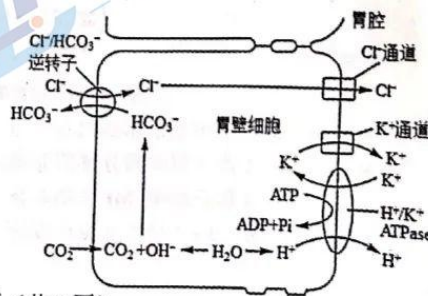 胃腔
Cl⁻/HCO₃⁻
逆转子
Cl⁻通道
Cl⁻
Cl⁻
Cl⁻
HCO₃⁻
HCO₃⁻
胃壁细胞
K⁺通道
K⁺
K⁺
K⁺
ATP
ADP+Pi
H⁺/K⁺
ATPase
CO₂
CO₂+OH⁻
H₂O
H⁺
H⁺